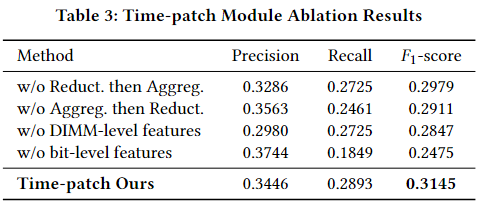 Table 3: Time-patch Module Ablation Results
Method Precision Recall F1-score
w/o Reduct. then Aggreg. 0.3286 0.2725 0.2979
w/o Aggreg. then Reduct. 0.3563 0.2461 0.2911
w/o DIMM-level features 0.2980 0.2725 0.2847
w/o bit-level features 0.3744 0.1849 0.2475
Time-patch Ours 0.3446 0.2893 0.3145